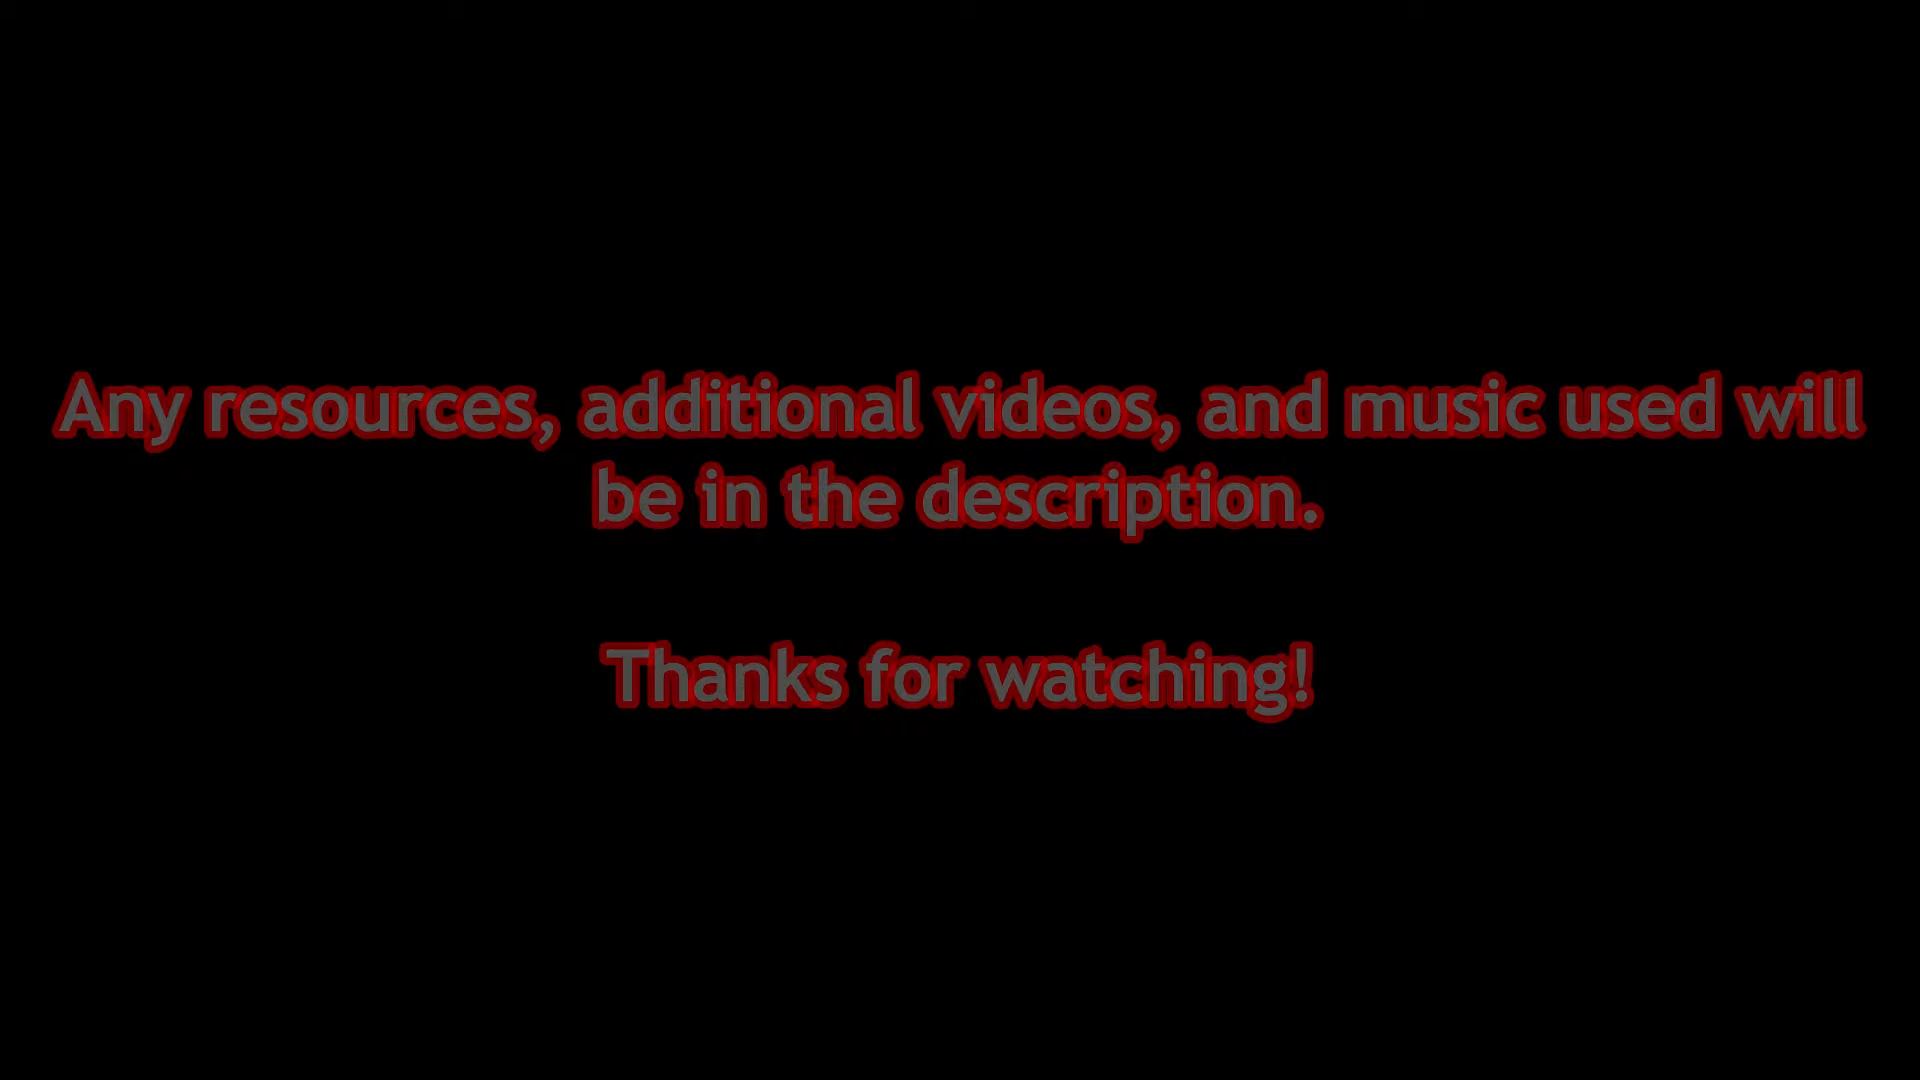 Any resources, additional videos, and music used will
be in the description.
Thanks for watching!